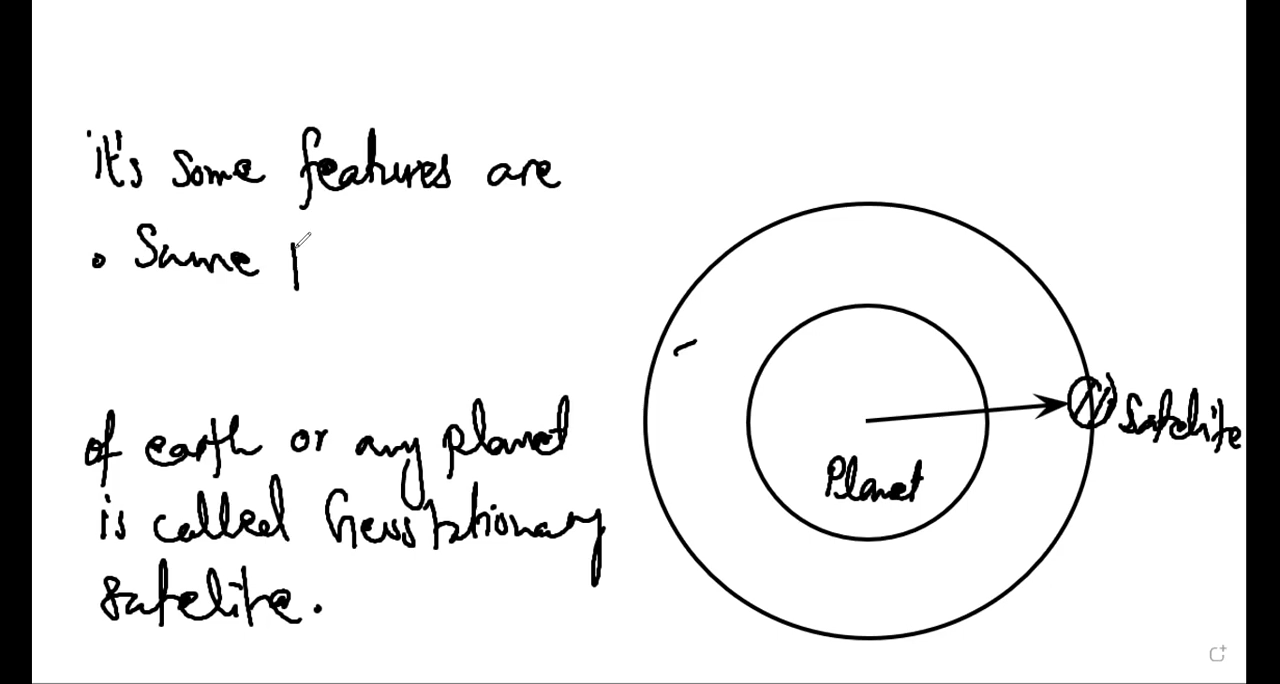 it's some features are
• Same
of earth or any planet
is called Geostationary
satelite.
Planet
Satelite